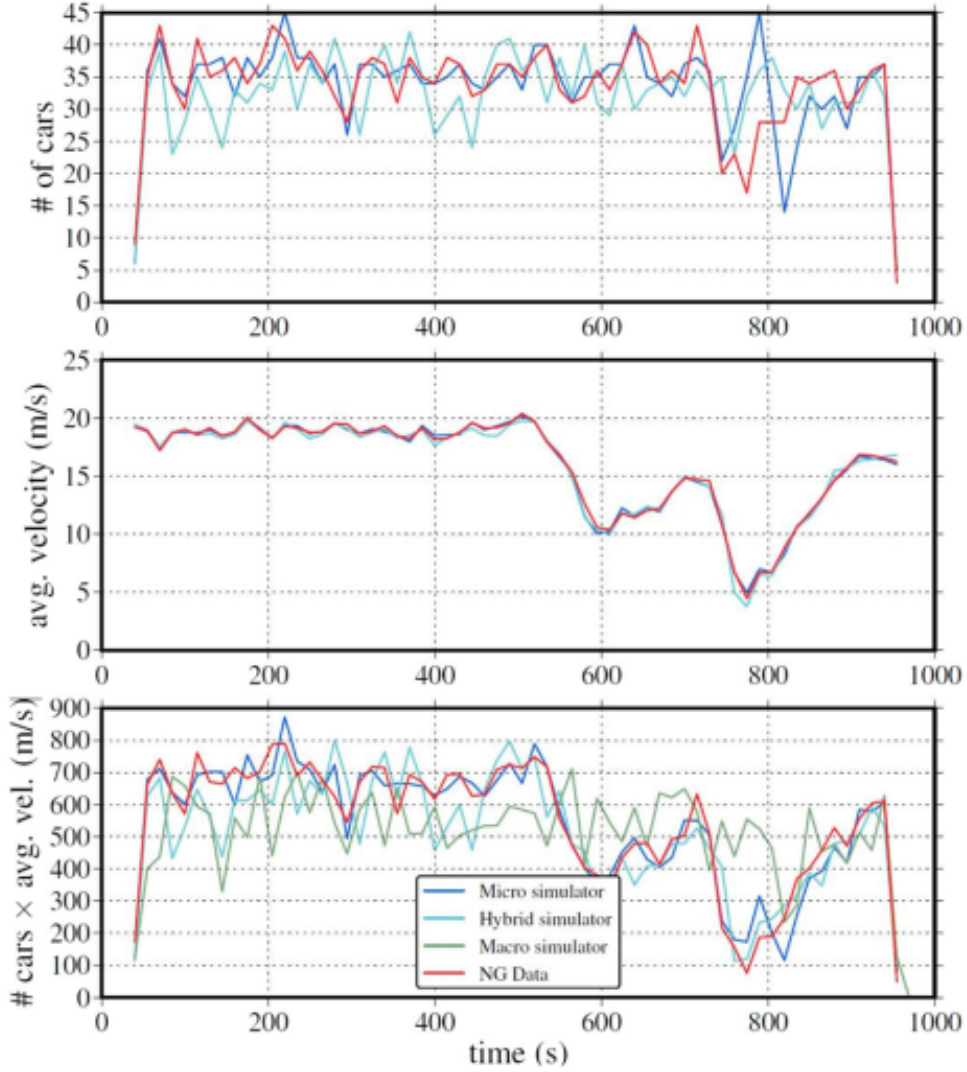 45
40
35
30
25
20
15
10
5
0
# of cars
0 200 400 600 800 1000
25
20
15
10
5
0
avg. velocity (m/s)
0 200 400 600 800 1000
900
800
700
600
500
400
300
200
100
0
# cars × avg. vel. (m/s)
Micro simulator
Hybrid simulator
Macro simulator
NG Data
0 200 400 600 800 1000
time (s)